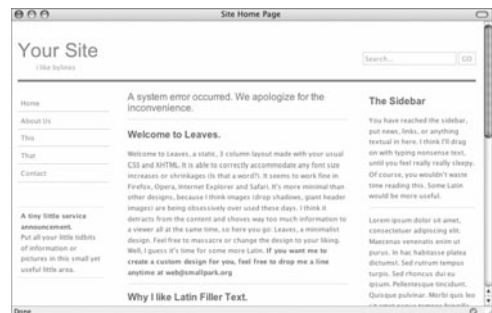 Site Home Page
Your Site
i like bylines
Search...
GO
Home
About Us
This
That
Contact
A tiny little service
announcement.
Put all your little tidbits
of information or
pictures in this small yet
useful little area.
A system error occurred. We apologize for the
inconvenience.
Welcome to Leaves.
Welcome to Leaves, a static, 3 column layout made with your usual
CSS and XHTML. It is able to correctly accommodate any font size
increases or shrinkages (Is that a word?). It seems to work fine in
Firefox, Opera, Internet Explorer and Safari. It's more minimal than
other designs, because I think images (drop shadows, giant header
images) are being obsessively over used these days. I think it
detracts from the content and shoves way too much information to
a viewer all at the same time, so here you go: Leaves, a minimalist
design. Feel free to massacre or change the design to your liking.
Well, I guess it's time for some more Latin. If you want me to
create a custom design for you, feel free to drop me a line
anytime at web@smallpark.org
Why I like Latin Filler Text.
The Sidebar
You have reached the sidebar,
put news, links, or anything
textual in here. I think I'll drag
on with typing nonsense text,
until you feel really really sleepy.
Of course, you wouldn't waste
time reading this. Some Latin
would be more useful.
Lorem ipsum dolor sit amet,
consectetuer adipiscing elit.
Maecenas venenatis enim ut
purus. In hac habitasse platea
dictumst. Sed rutrum tempus
turpis. Sed rhoncus dui eu
ipsum. Pellentesque tincidunt.
Quisque pulvinar. Morbi quis leo
Done